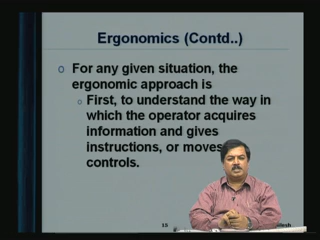 Ergonomics (Contd..)
o For any given situation, the
ergonomic approach is
o First, to understand the way in
which the operator acquires
information and gives
instructions, or moves
controls.
15